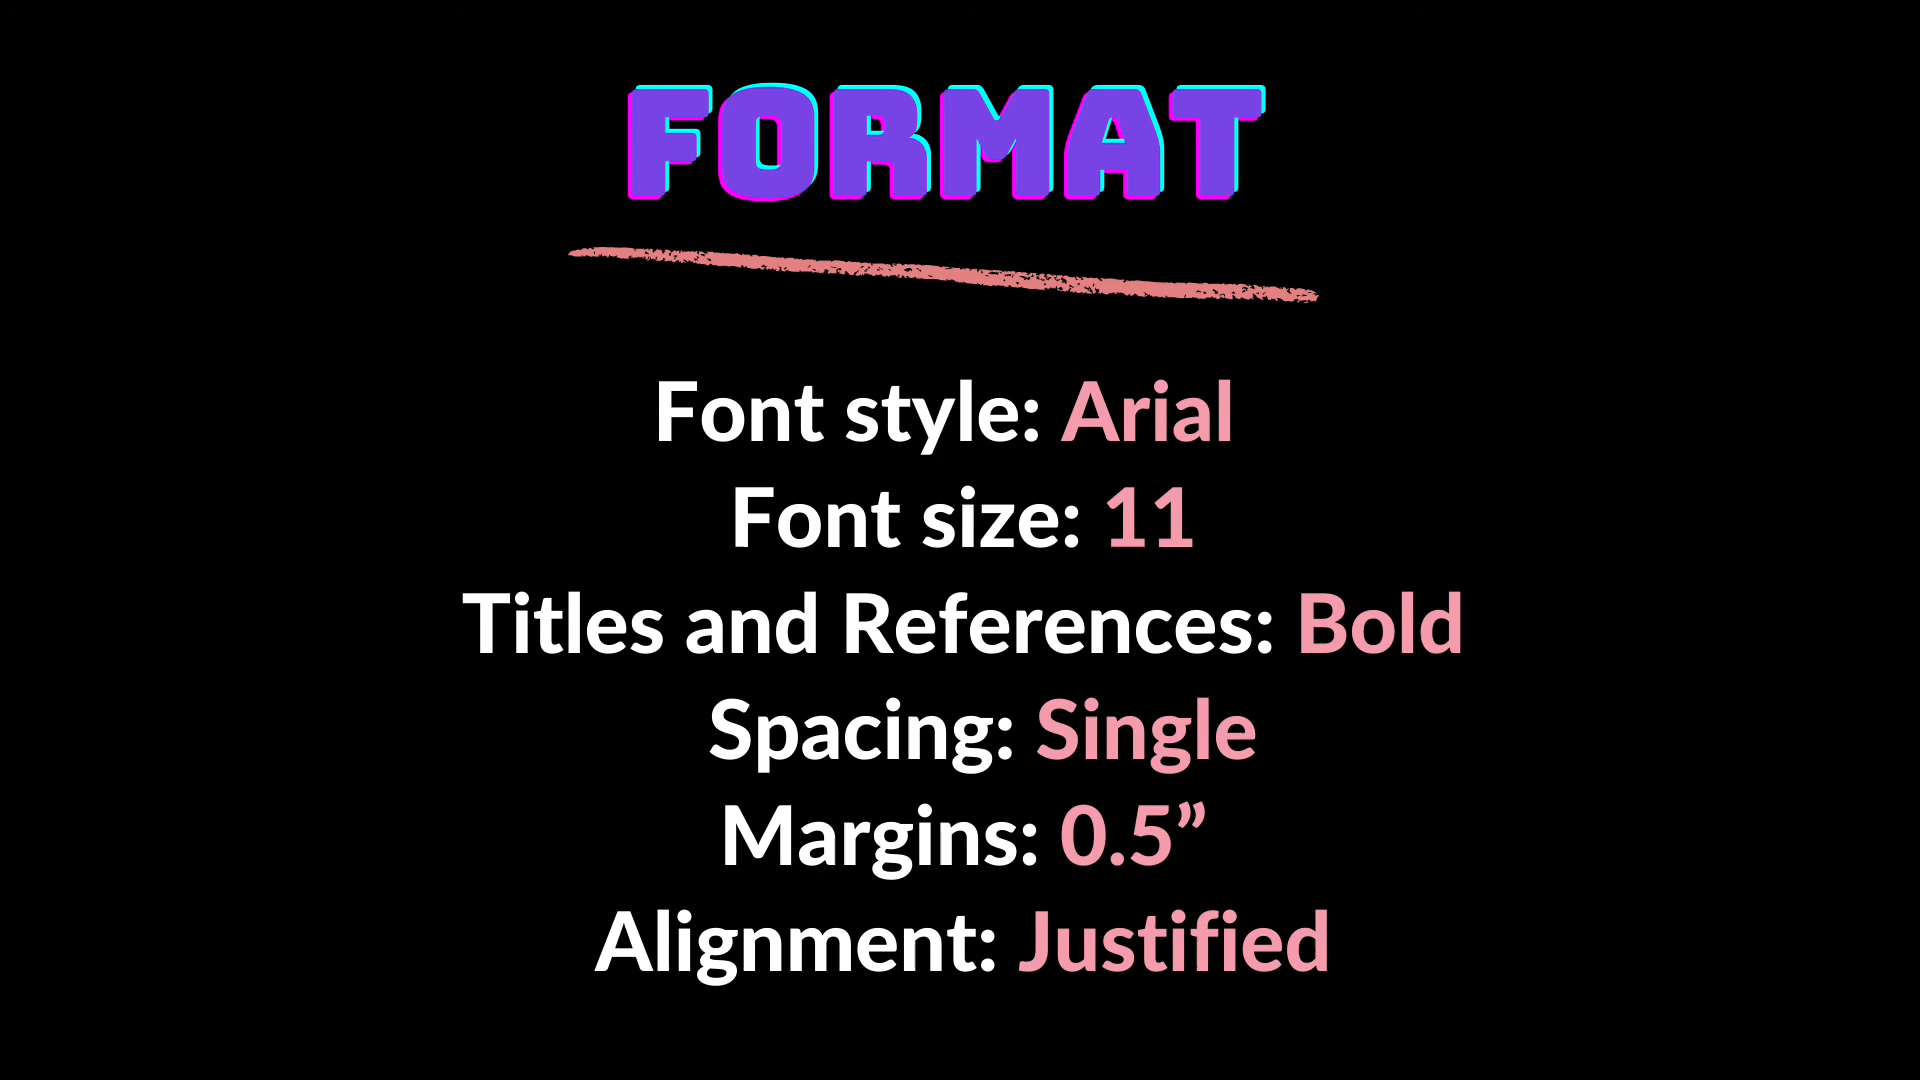 FORMAT
Font style: Arial
Font size: 11
Titles and References: Bold
Spacing: Single
Margins: 0.5”
Alignment: Justified